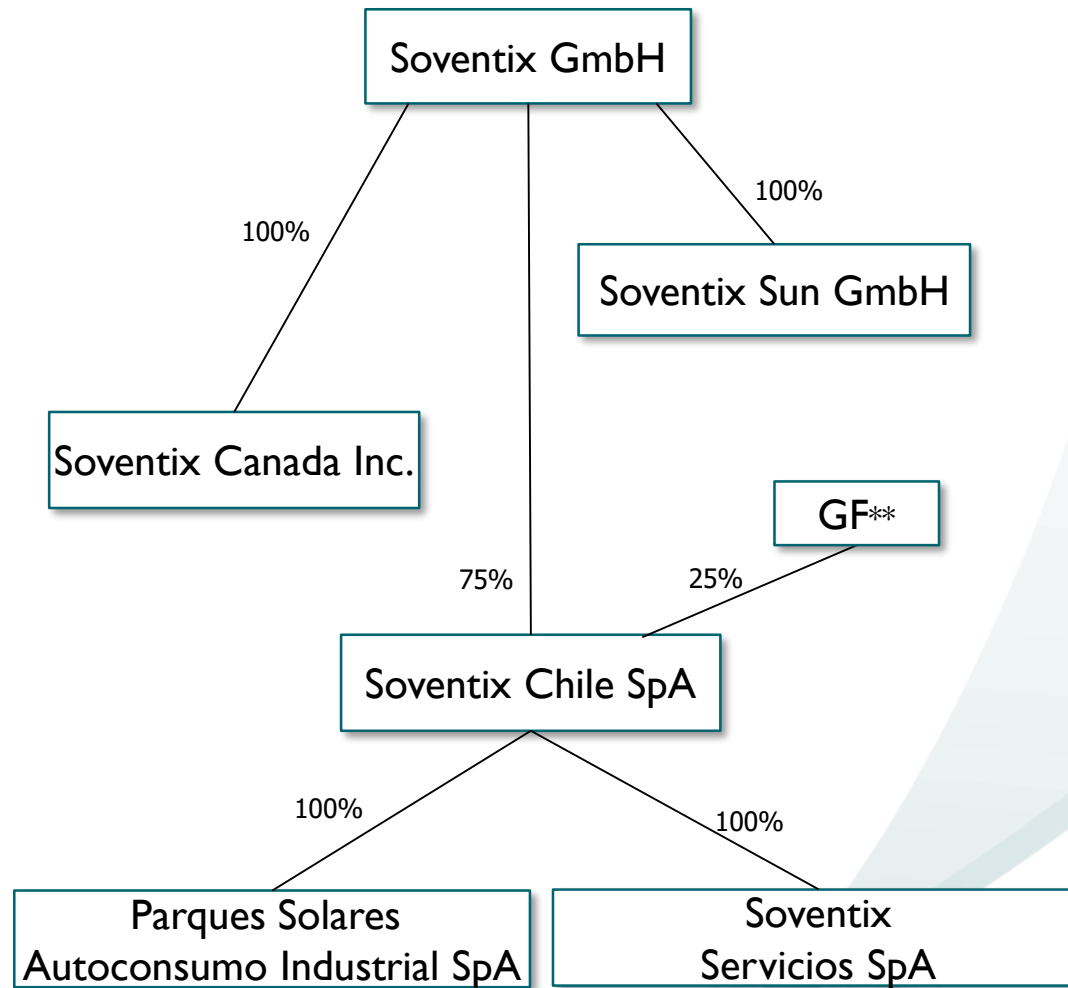 Soventix GmbH
100%
100%
Soventix Sun GmbH
Soventix Canada Inc.
GF**
75%
25%
Soventix Chile SpA
100%
100%
Parques Solares
Autoconsumo Industrial SpA
Soventix
Servicios SpA